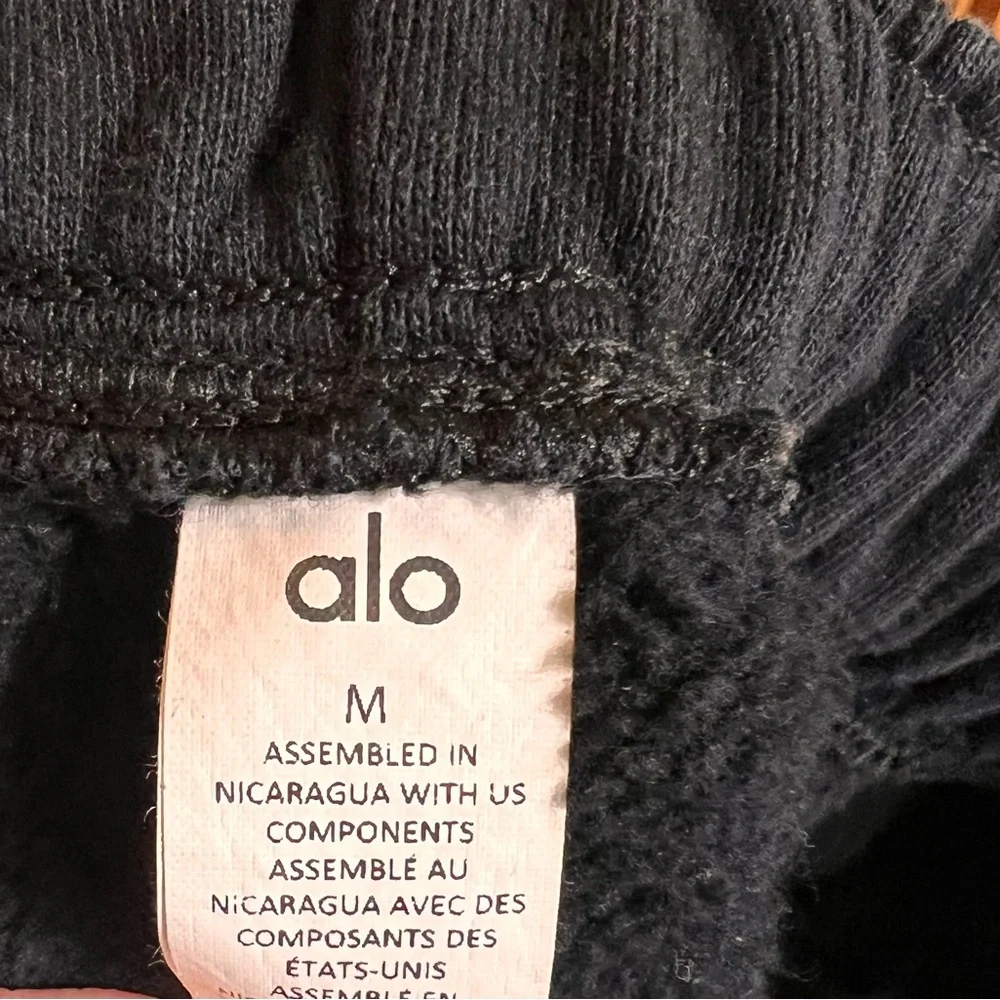 alo
M
ASSEMBLED IN
NICARAGUA WITH US
COMPONENTS
ASSEMBLÉ AU
NICARAGUA AVEC DES
COMPOSANTS DES
ÉTATS-UNIS